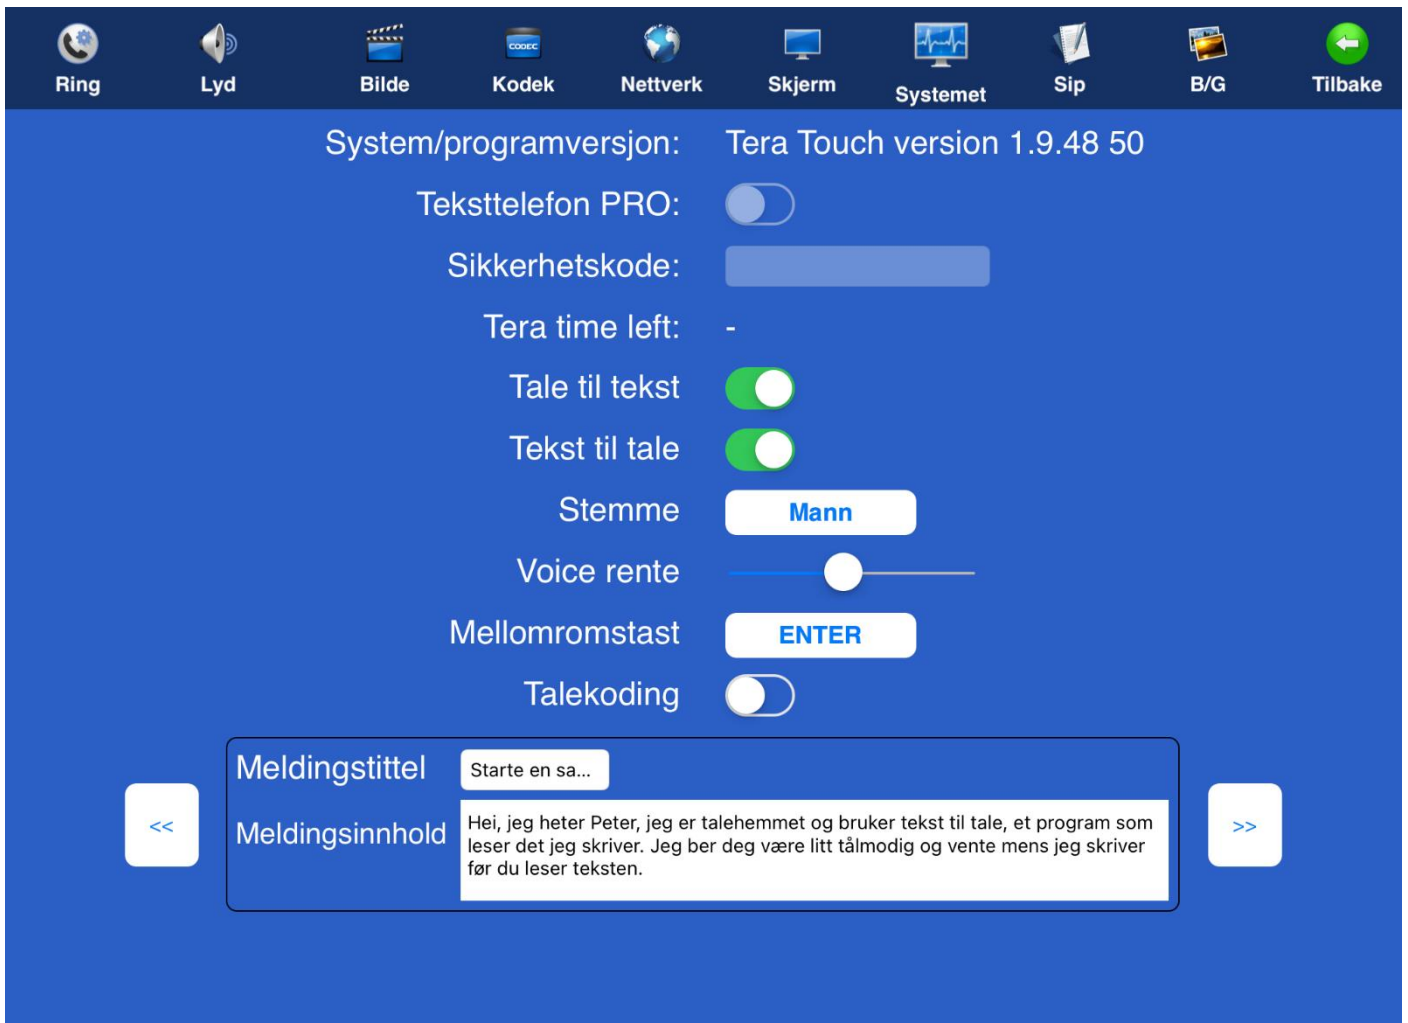 Ring Lyd Bilde CODEC Kodek Nettverk Skjerm Systemet Sip B/G Tilbake
System/programversjon: Tera Touch version 1.9.48 50
Teksttelefon PRO:
Sikkerhetskode:
Tera time left: -
Tale til tekst
Tekst til tale
Stemme Mann
Voice rente
Mellomromstast ENTER
Talekoding
Meldingstittel Starte en sa...
<<
Meldingsinnhold
Hei, jeg heter Peter, jeg er talehemmet og bruker tekst til tale, et program som
leser det jeg skriver. Jeg ber deg være litt tålmodig og vente mens jeg skriver
før du leser teksten.
>>